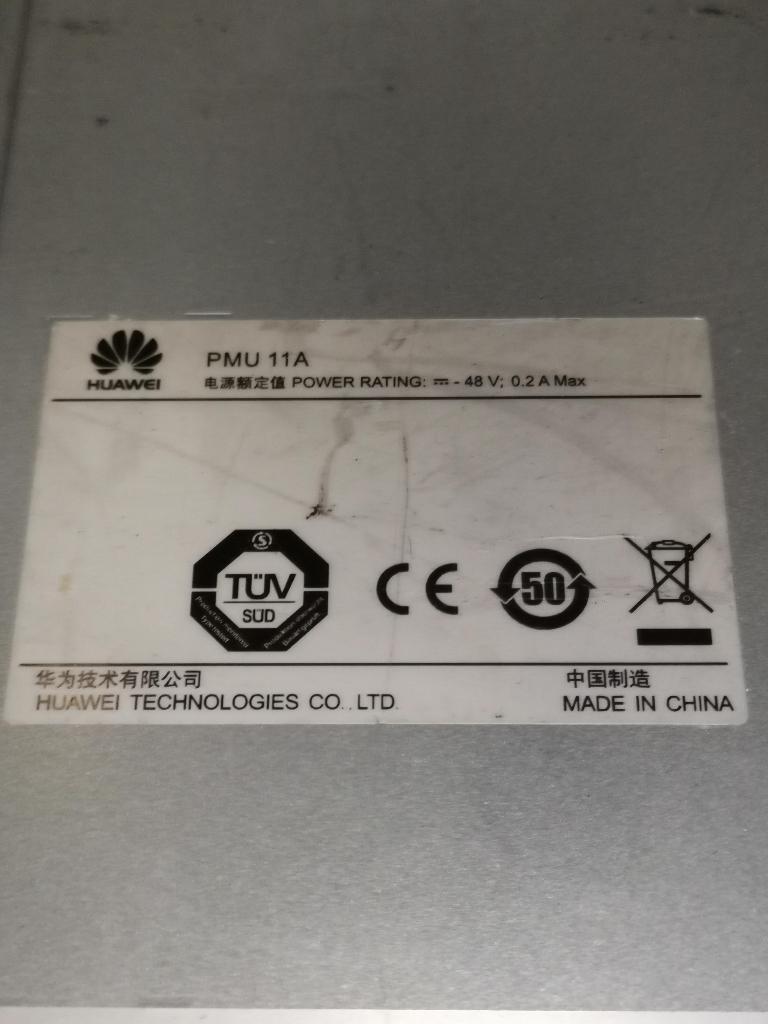 HUAWEI
PMU 11A
电源额定值 POWER RATING: ⎓ - 48 V; 0.2 A Max
TÜV
SÜD
CE
50
华为技术有限公司
HUAWEI TECHNOLOGIES CO., LTD.
中国制造
MADE IN CHINA